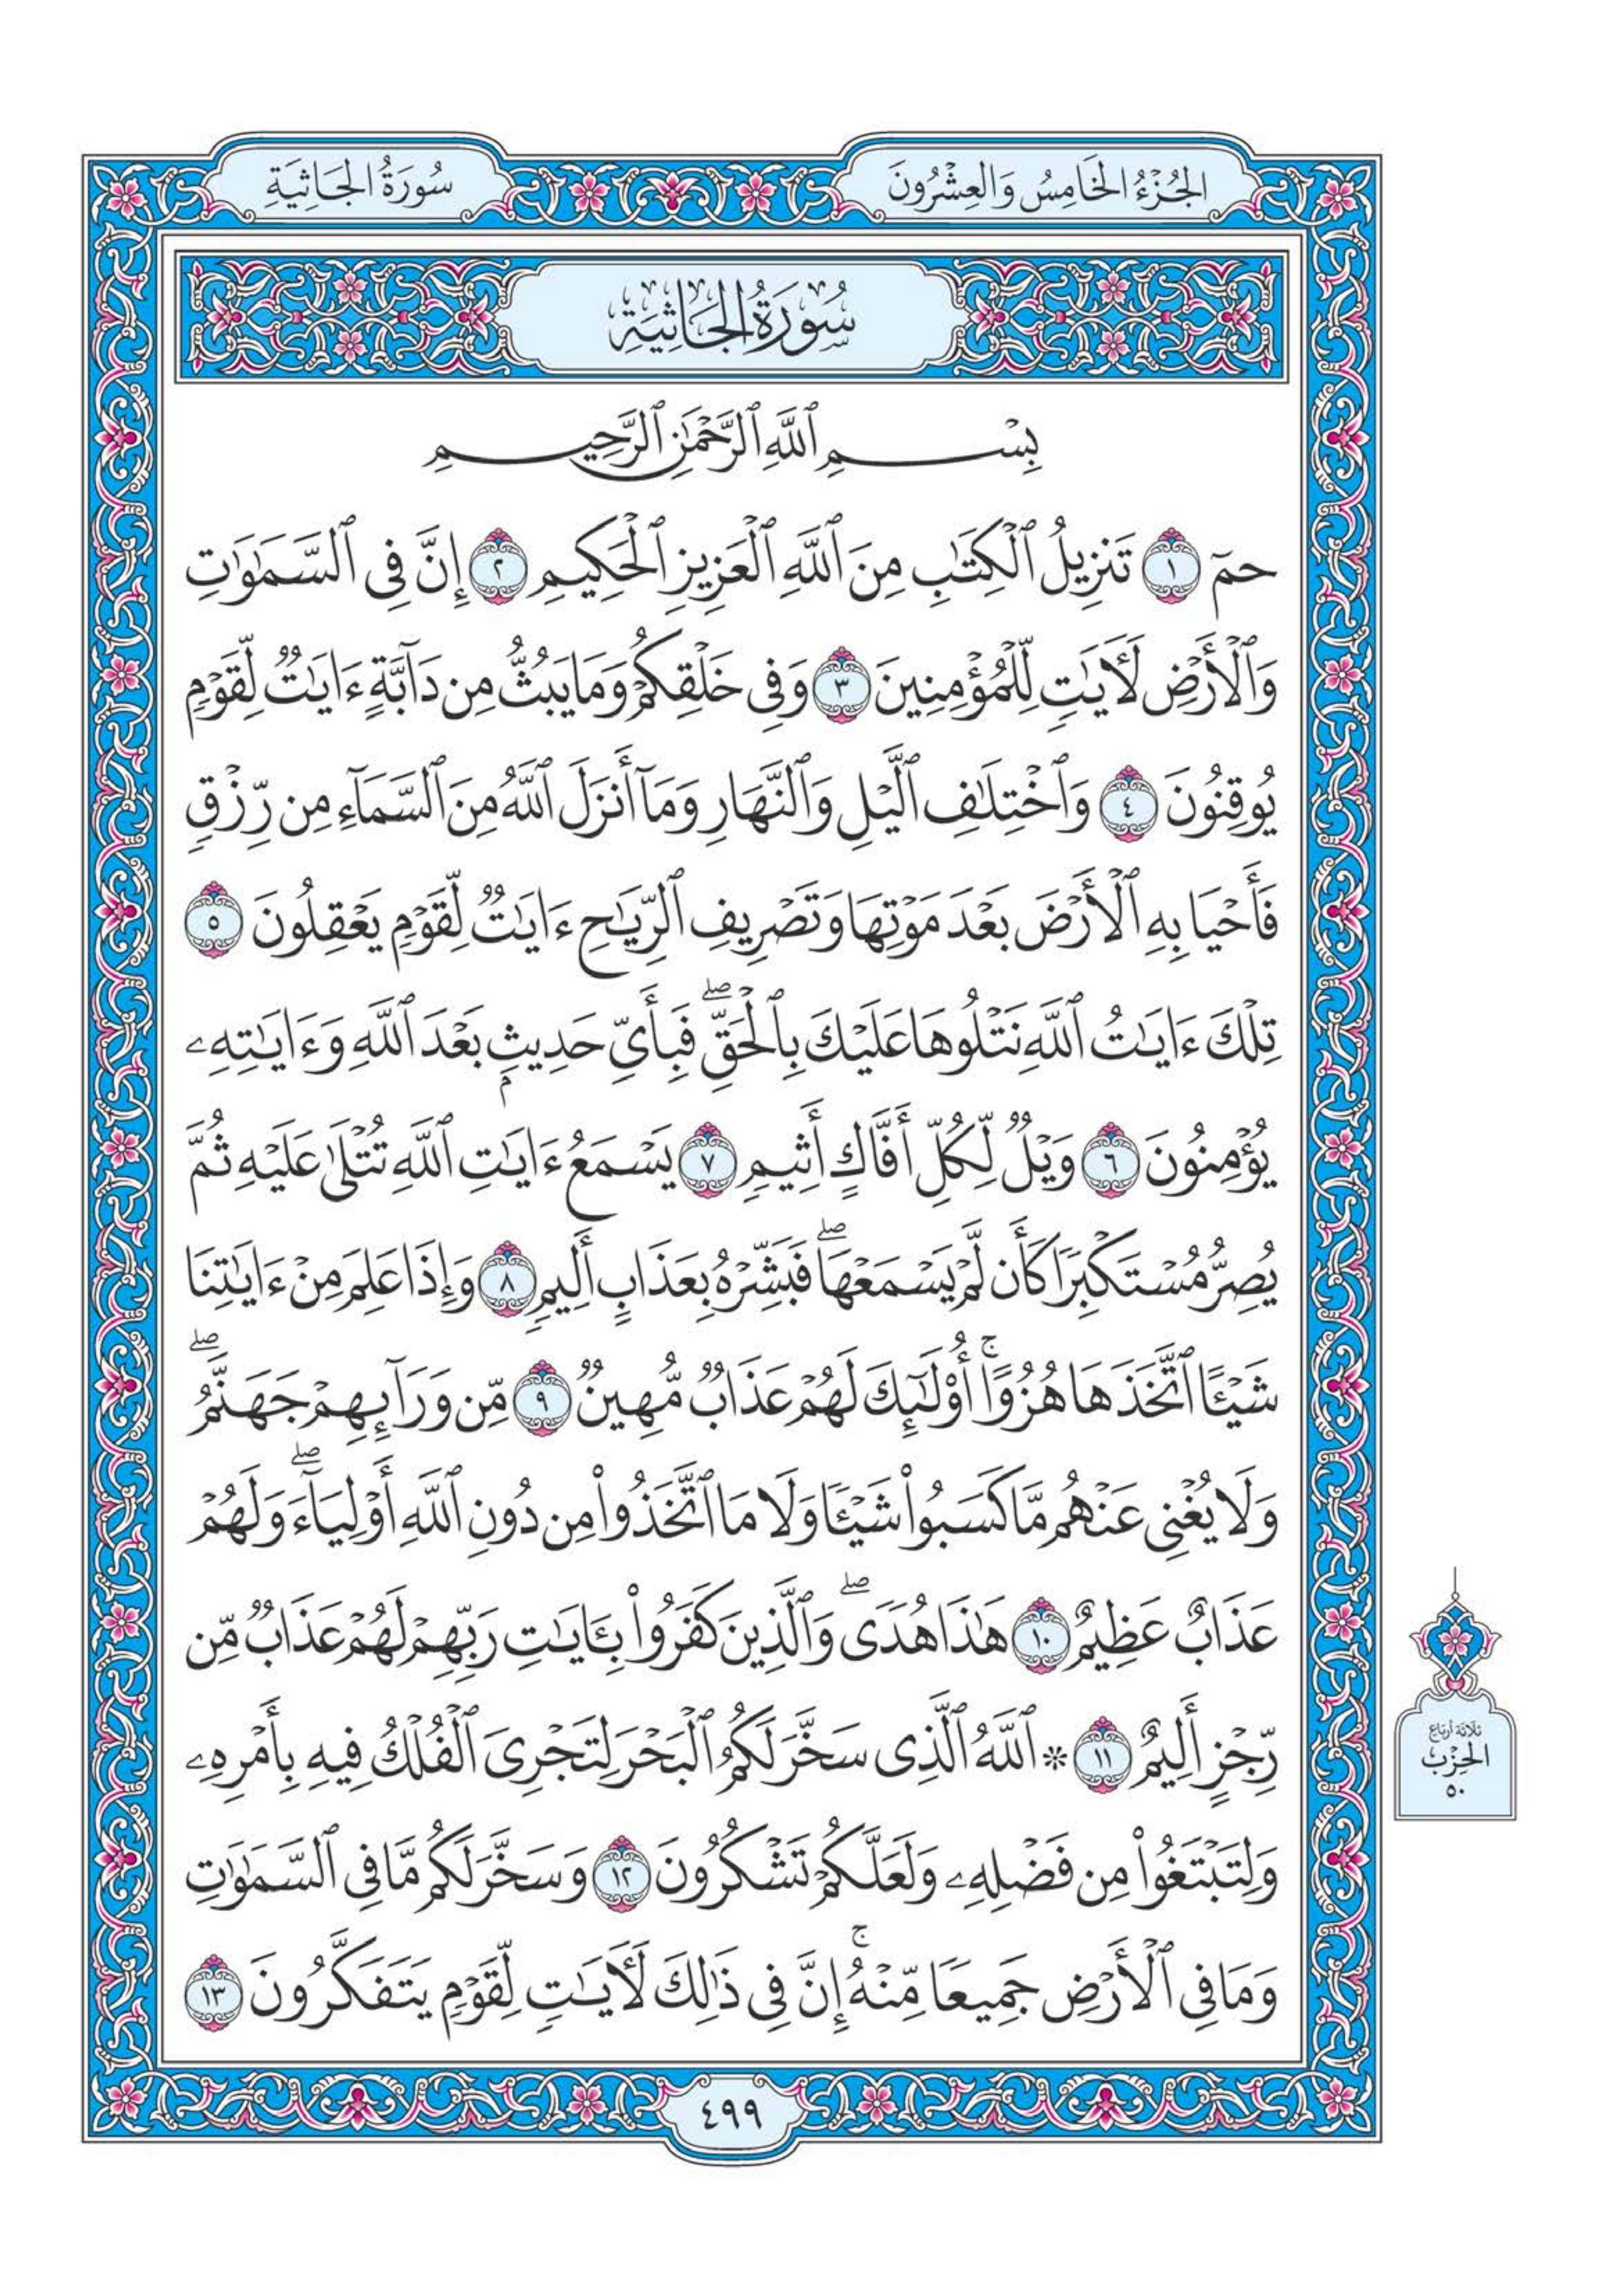 الجُزْءُ الخَامِسُ وَالعِشْرُونَ
سُورَةُ الجَاثِيَةِ
سُورَةُ الجَاثِيَةِ
بِسْمِ ٱللَّهِ ٱلرَّحْمَٰنِ ٱلرَّحِيمِ
حمٓ ١ تَنزِيلُ ٱلْكِتَٰبِ مِنَ ٱللَّهِ ٱلْعَزِيزِ ٱلْحَكِيمِ ٢ إِنَّ فِى ٱلسَّمَٰوَٰتِ
وَٱلْأَرْضِ لَأٓيَٰتٍ لِّلْمُؤْمِنِينَ ٣ وَفِى خَلْقِكُمْ وَمَا يَبُثُّ مِن دَآبَّةٍ ءَايَٰتٌ لِّقَوْمٍ
يُوقِنُونَ ٤ وَٱخْتِلَٰفِ ٱلَّيْلِ وَٱلنَّهَارِ وَمَآ أَنزَلَ ٱللَّهُ مِنَ ٱلسَّمَآءِ مِن رِّزْقٍ
فَأَحْيَا بِهِ ٱلْأَرْضَ بَعْدَ مَوْتِهَا وَتَصْرِيفِ ٱلرِّيَٰحِ ءَايَٰتٌ لِّقَوْمٍ يَعْقِلُونَ ٥
تِلْكَ ءَايَٰتُ ٱللَّهِ نَتْلُوهَا عَلَيْكَ بِٱلْحَقِّ ۖ فَبِأَىِّ حَدِيثٍۭ بَعْدَ ٱللَّهِ وَءَايَٰتِهِۦ
يُؤْمِنُونَ ٦ وَيْلٌ لِّكُلِّ أَفَّاكٍ أَثِيمٍ ٧ يَسْمَعُ ءَايَٰتِ ٱللَّهِ تُتْلَىٰ عَلَيْهِ ثُمَّ
يُصِرُّ مُسْتَكْبِرًا كَأَن لَّمْ يَسْمَعْهَا ۖ فَبَشِّرْهُ بِعَذَابٍ أَلِيمٍ ٨ وَإِذَا عَلِمَ مِنْ ءَايَٰتِنَا
شَيْـًٔا ٱتَّخَذَهَا هُزُوًا ۚ أُو۟لَٰٓئِكَ لَهُمْ عَذَابٌ مُّهِينٌ ٩ مِّن وَرَآئِهِمْ جَهَنَّمُ ۖ
وَلَا يُغْنِى عَنْهُم مَّا كَسَبُوا۟ شَيْـًٔا وَلَا مَا ٱتَّخَذُوا۟ مِن دُونِ ٱللَّهِ أَوْلِيَآءَ ۖ وَلَهُمْ
عَذَابٌ عَظِيمٌ ١٠ هَٰذَا هُدًى ۖ وَٱلَّذِينَ كَفَرُوا۟ بِـَٔايَٰتِ رَبِّهِمْ لَهُمْ عَذَابٌ مِّن
رِّجْزٍ أَلِيمٌ ١١ ۞ ٱللَّهُ ٱلَّذِى سَخَّرَ لَكُمُ ٱلْبَحْرَ لِتَجْرِىَ ٱلْفُلْكُ فِيهِ بِأَمْرِهِۦ
وَلِتَبْتَغُوا۟ مِن فَضْلِهِۦ وَلَعَلَّكُمْ تَشْكُرُونَ ١٢ وَسَخَّرَ لَكُم مَّا فِى ٱلسَّمَٰوَٰتِ
وَمَا فِى ٱلْأَرْضِ جَمِيعًا مِّنْهُ ۚ إِنَّ فِى ذَٰلِكَ لَأٓيَٰتٍ لِّقَوْمٍ يَتَفَكَّرُونَ ١٣
ثلاثة أرباع
الحِزْب
٥٠
٤٩٩